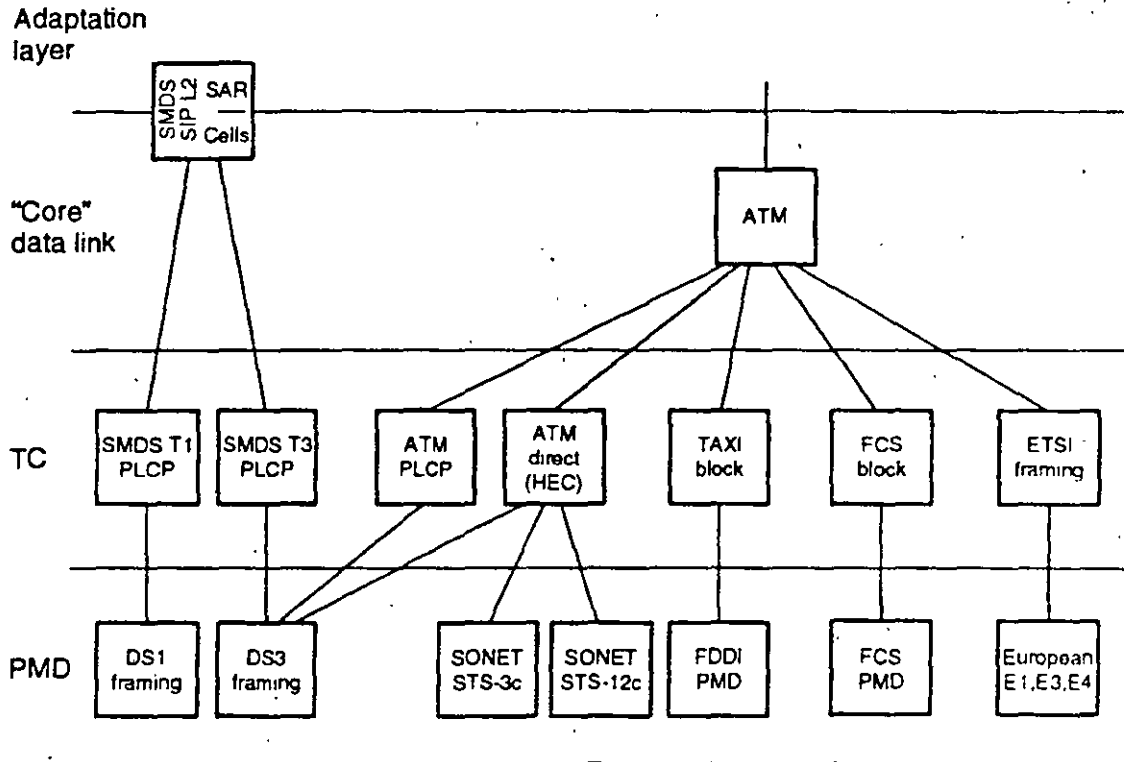 Adaptation
layer
SMDS
SIP L2
SAR
Cells
"Core"
data link
ATM
TC
SMDS T1
PLCP
SMDS T3
PLCP
ATM
PLCP
ATM
direct
(HEC)
TAXI
block
FCS
block
ETSI
framing
PMD
DS1
framing
DS3
framing
SONET
STS-3c
SONET
STS-12c
FDDI
PMD
FCS
PMD
European
E1,E3,E4